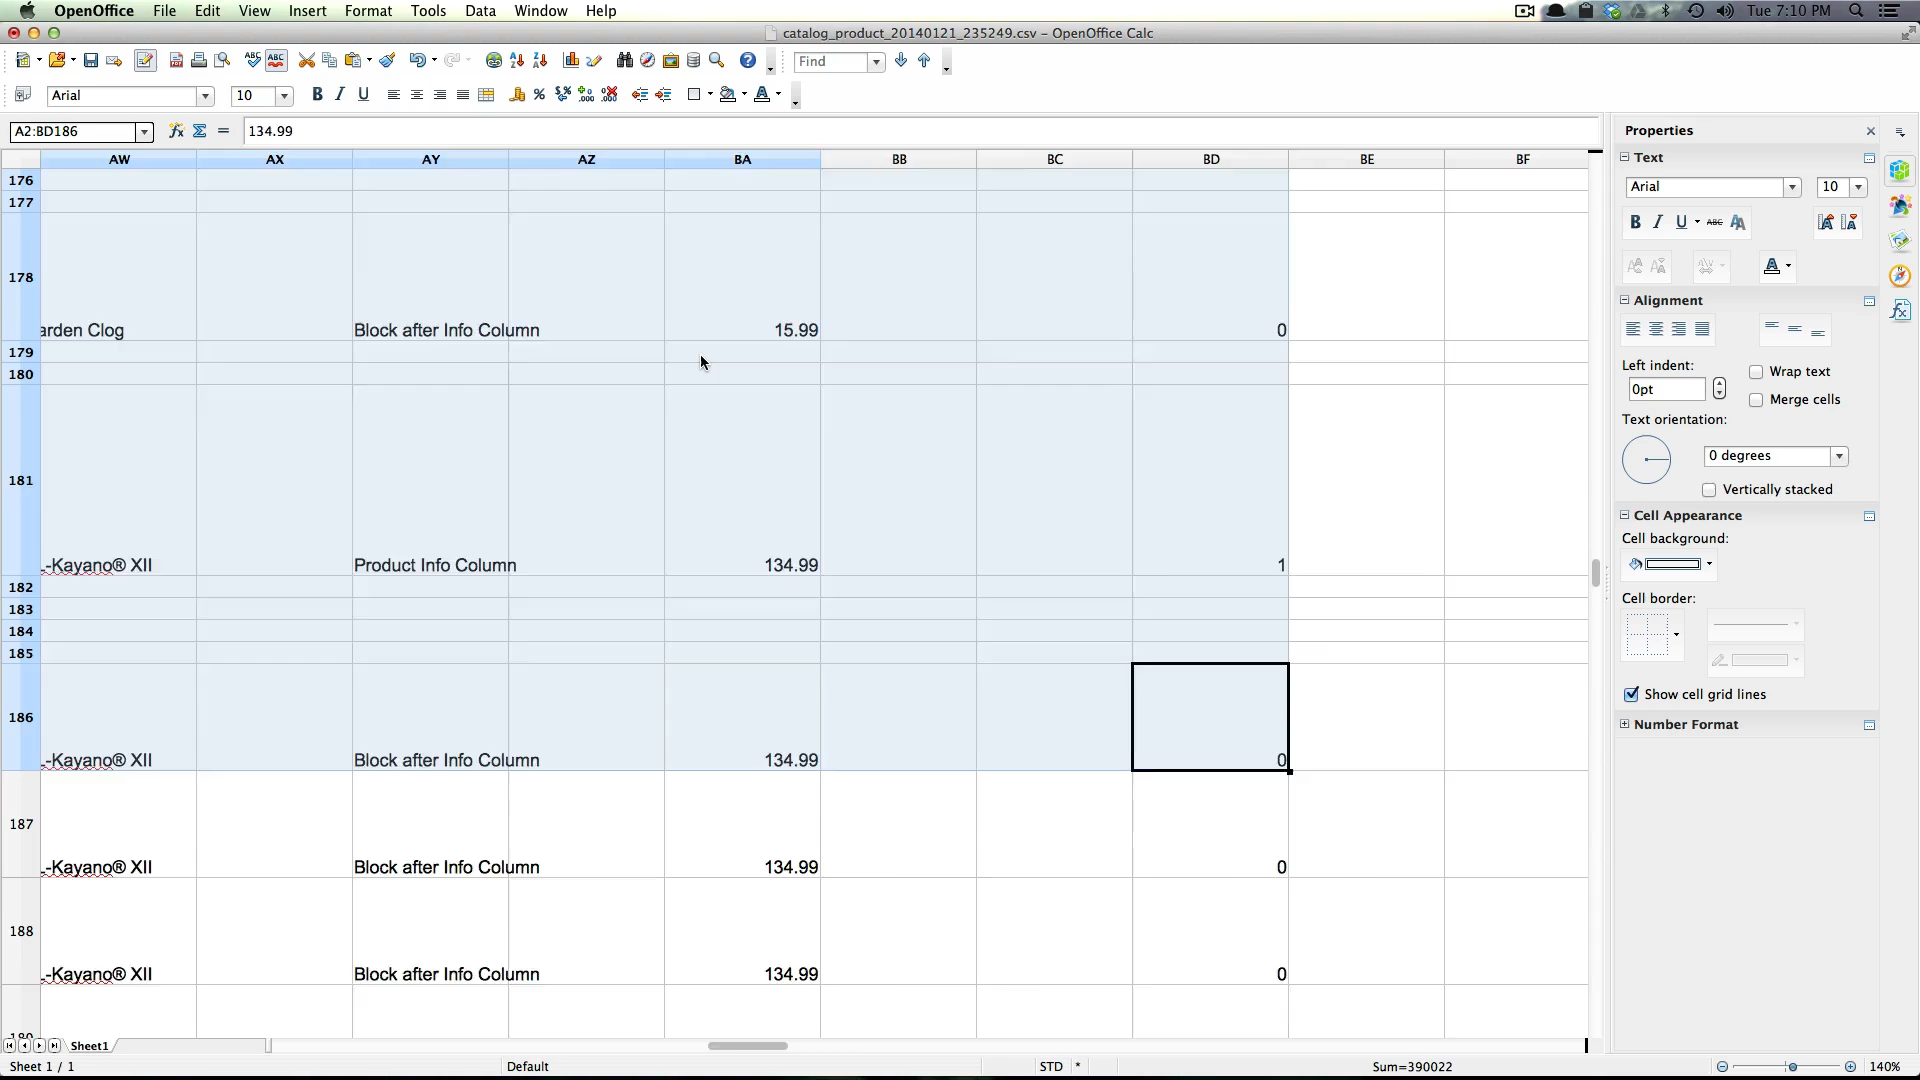 OpenOffice File Edit View Insert Format Tools Data Window Help Tue 7:10 PM
catalog_product_20140121_235249.csv – OpenOffice Calc
Find
Arial 10
A2:BD186 134.99
AW AX AY AZ BA BB BC BD BE BF
176
177
178 arden Clog Block after Info Column 15.99 0
179
180
181 -Kayano® XII Product Info Column 134.99 1
182
183
184
185
186 -Kayano® XII Block after Info Column 134.99 0
187 -Kayano® XII Block after Info Column 134.99 0
188 -Kayano® XII Block after Info Column 134.99 0
Sheet1
Sheet 1 / 1 Default STD * Sum=390022 140%
Properties
Text
Arial 10
Alignment
Left indent:
0pt
Wrap text
Merge cells
Text orientation:
0 degrees
Vertically stacked
Cell Appearance
Cell background:
Cell border:
Show cell grid lines
Number Format